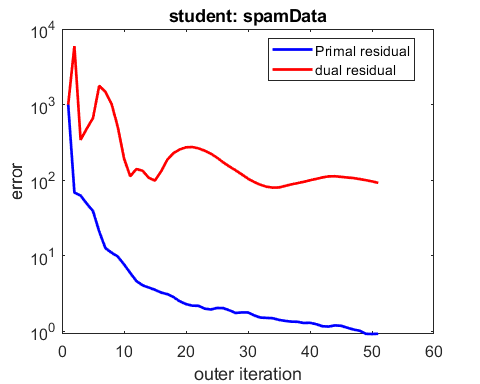 student: spamData
10^4
10^3
10^2
10^1
10^0
error
Primal residual
dual residual
0 10 20 30 40 50 60
outer iteration